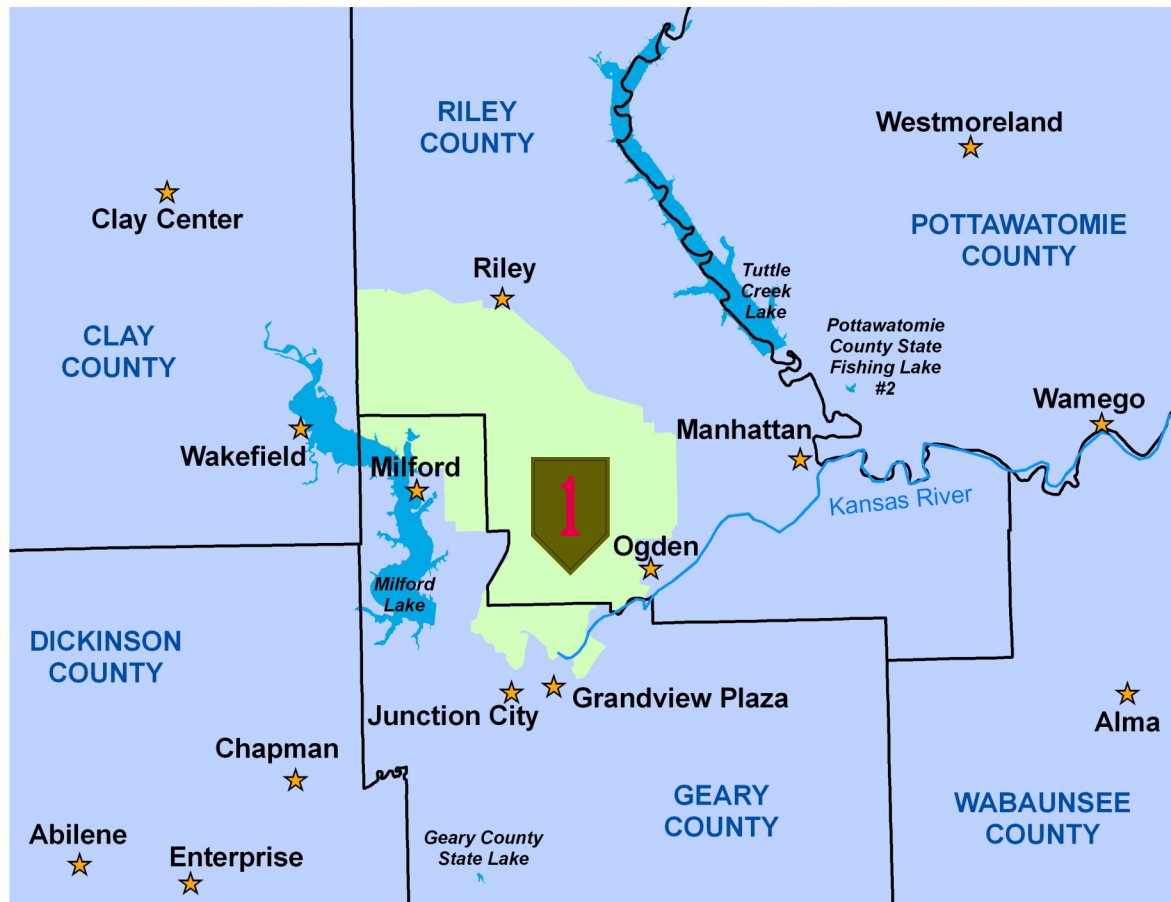 RILEY
COUNTY
Westmoreland
Clay Center
POTTAWATOMIE
COUNTY
Riley
Tuttle
Creek
Lake
CLAY
COUNTY
Pottawatomie
County State
Fishing Lake
#2
Wamego
Manhattan
Wakefield
Milford
Kansas River
1
Ogden
Milford
Lake
DICKINSON
COUNTY
Grandview Plaza
Junction City
Alma
Chapman
GEARY
COUNTY
WABAUNSEE
COUNTY
Geary County
State Lake
Abilene
Enterprise